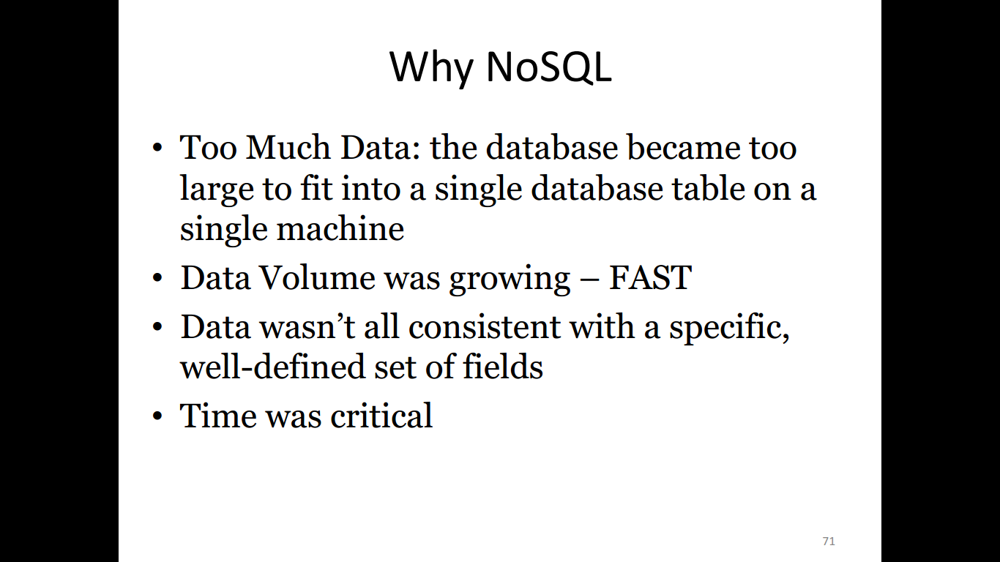 Why NoSQL
• Too Much Data: the database became too
large to fit into a single database table on a
single machine
• Data Volume was growing – FAST
• Data wasn’t all consistent with a specific,
well-defined set of fields
• Time was critical
71